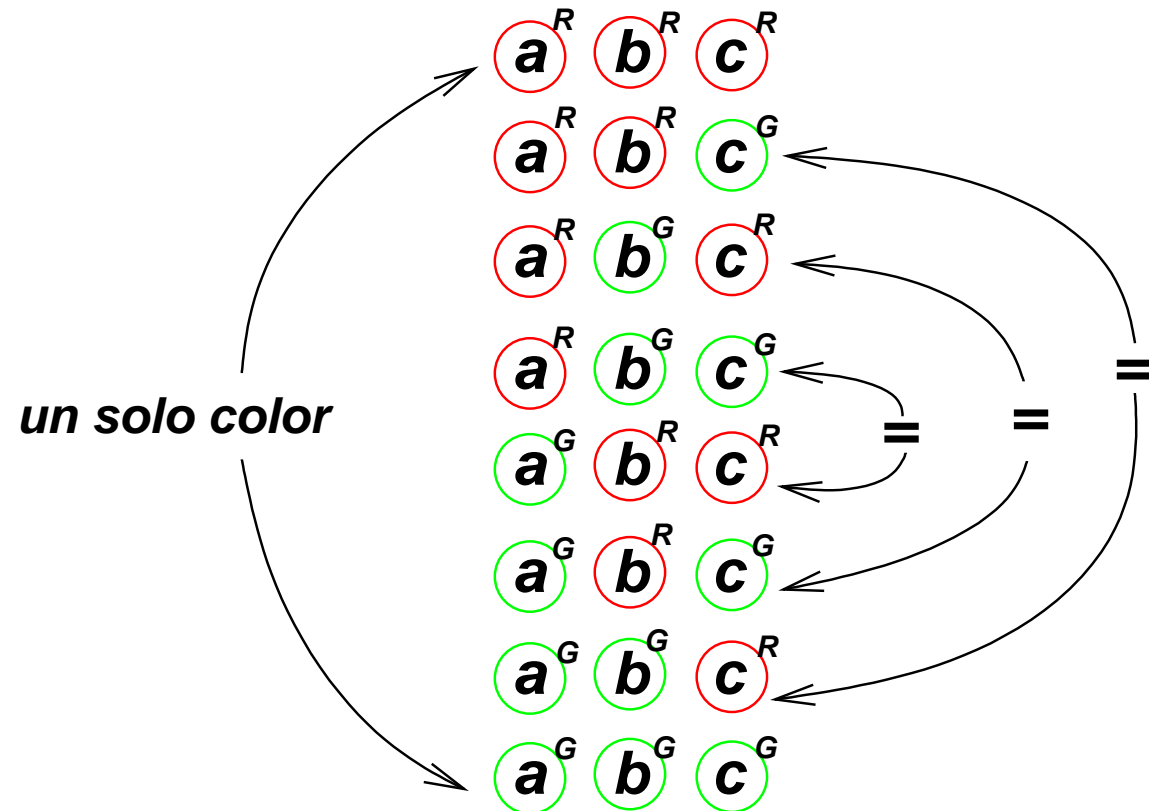 a^R b^R c^R
a^R b^R c^G
a^R b^G c^R
a^R b^G c^G
=
un solo color
=
=
a^G b^R c^R
a^G b^R c^G
a^G b^G c^R
a^G b^G c^G